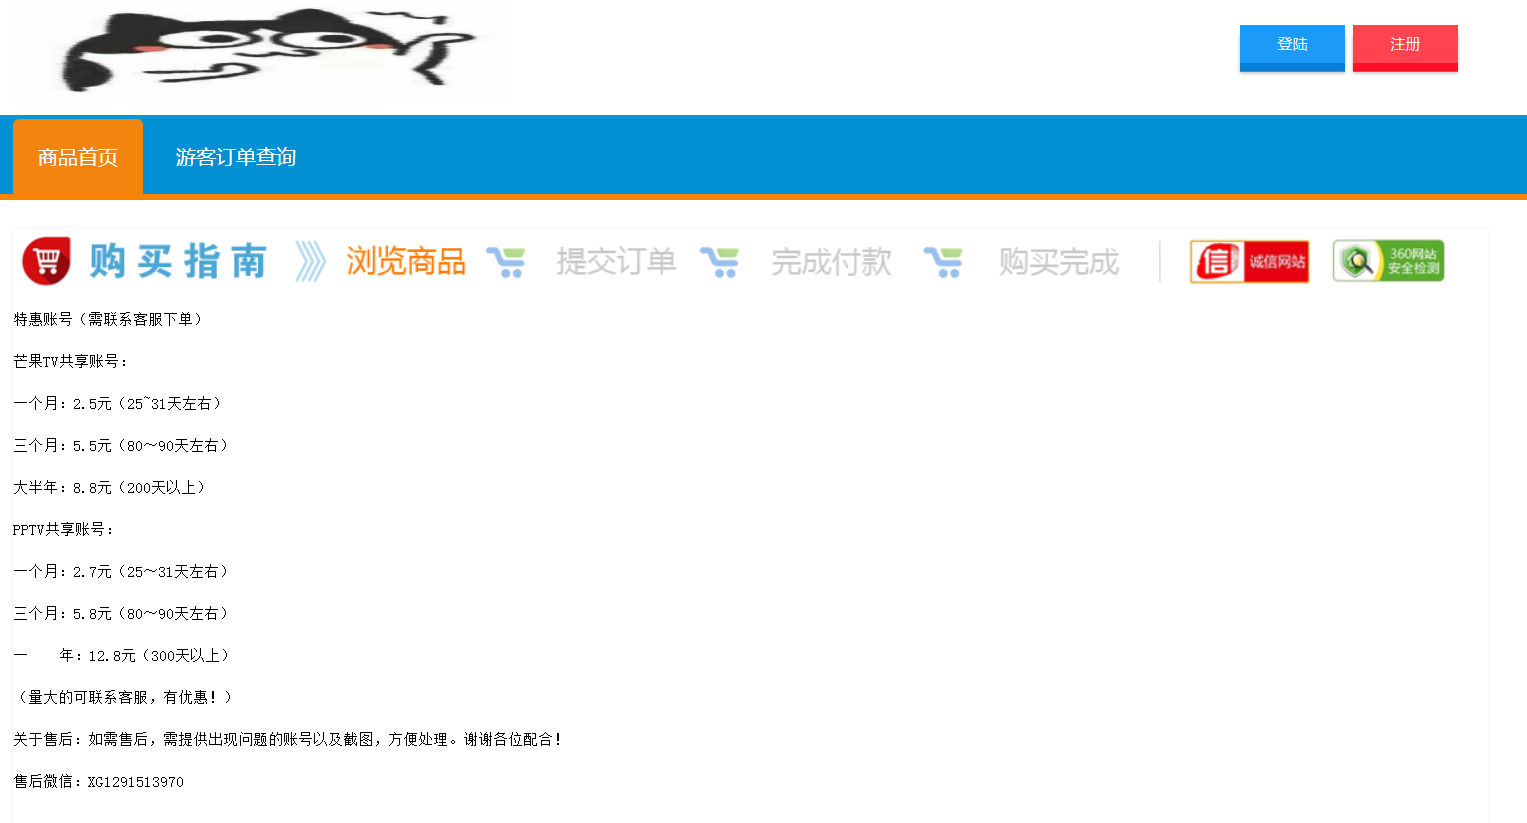 登陆 注册
商品首页 游客订单查询
购买指南 浏览商品 提交订单 完成付款 购买完成 信 诚信网站 360网站
安全检测
特惠账号（需联系客服下单）
芒果TV共享账号：
一个月：2.5元（25~31天左右）
三个月：5.5元（80～90天左右）
大半年：8.8元（200天以上）
PPTV共享账号：
一个月：2.7元（25～31天左右）
三个月：5.8元（80～90天左右）
一　　年：12.8元（300天以上）
（量大的可联系客服，有优惠！）
关于售后：如需售后，需提供出现问题的账号以及截图，方便处理。谢谢各位配合！
售后微信：XG1291513970